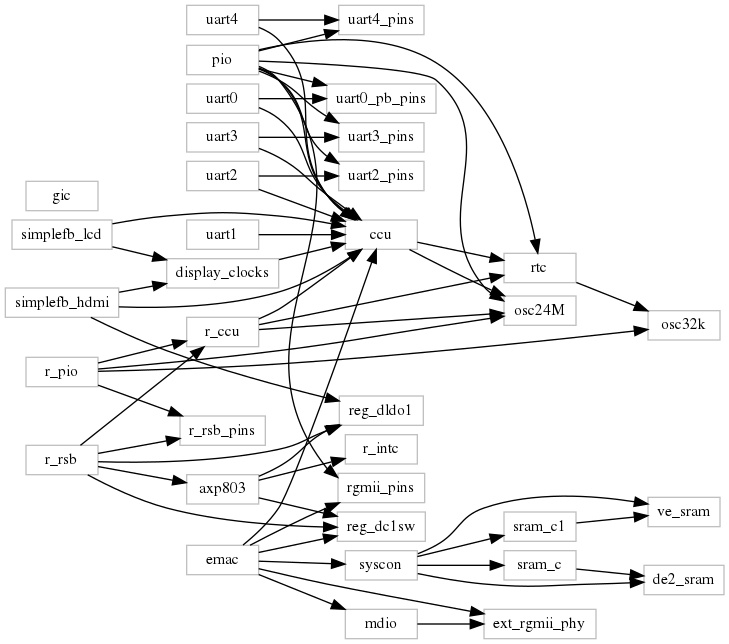 uart4
uart4_pins
pio
uart0
uart0_pb_pins
uart3
uart3_pins
uart2
uart2_pins
gic
simplefb_lcd
uart1
ccu
display_clocks
rtc
simplefb_hdmi
osc24M
r_ccu
osc32k
r_pio
reg_dldo1
r_rsb_pins
r_intc
r_rsb
axp803
rgmii_pins
ve_sram
reg_dc1sw
sram_c1
emac
syscon
sram_c
de2_sram
mdio
ext_rgmii_phy